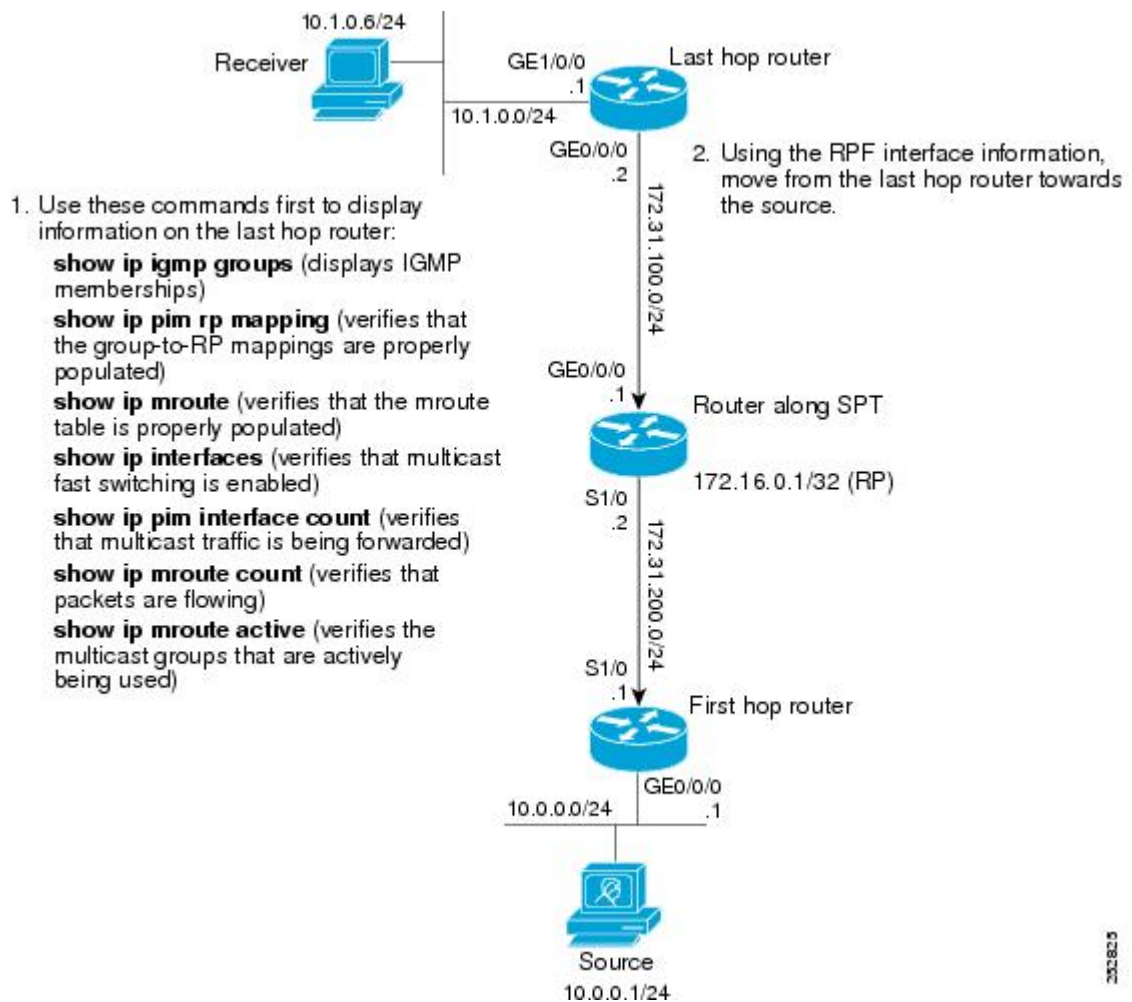 10.1.0.6/24
Receiver
GE1/0/0
.1
Last hop router
10.1.0.0/24
GE0/0/0
.2
2. Using the RPF interface information,
move from the last hop router towards
the source.
172.31.100.0/24
1. Use these commands first to display
information on the last hop router:
show ip igmp groups (displays IGMP
memberships)
show ip pim rp mapping (verifies that
the group-to-RP mappings are properly
populated)
show ip mroute (verifies that the mroute
table is properly populated)
show ip interfaces (verifies that multicast
fast switching is enabled)
show ip pim interface count (verifies
that multicast traffic is being forwarded)
show ip mroute count (verifies that
packets are flowing)
show ip mroute active (verifies the
multicast groups that are actively
being used)
GE0/0/0
.1
Router along SPT
172.16.0.1/32 (RP)
S1/0
.2
172.31.200.0/24
S1/0
.1
First hop router
GE0/0/0
.1
10.0.0.0/24
Source
10.0.0.1/24
252825